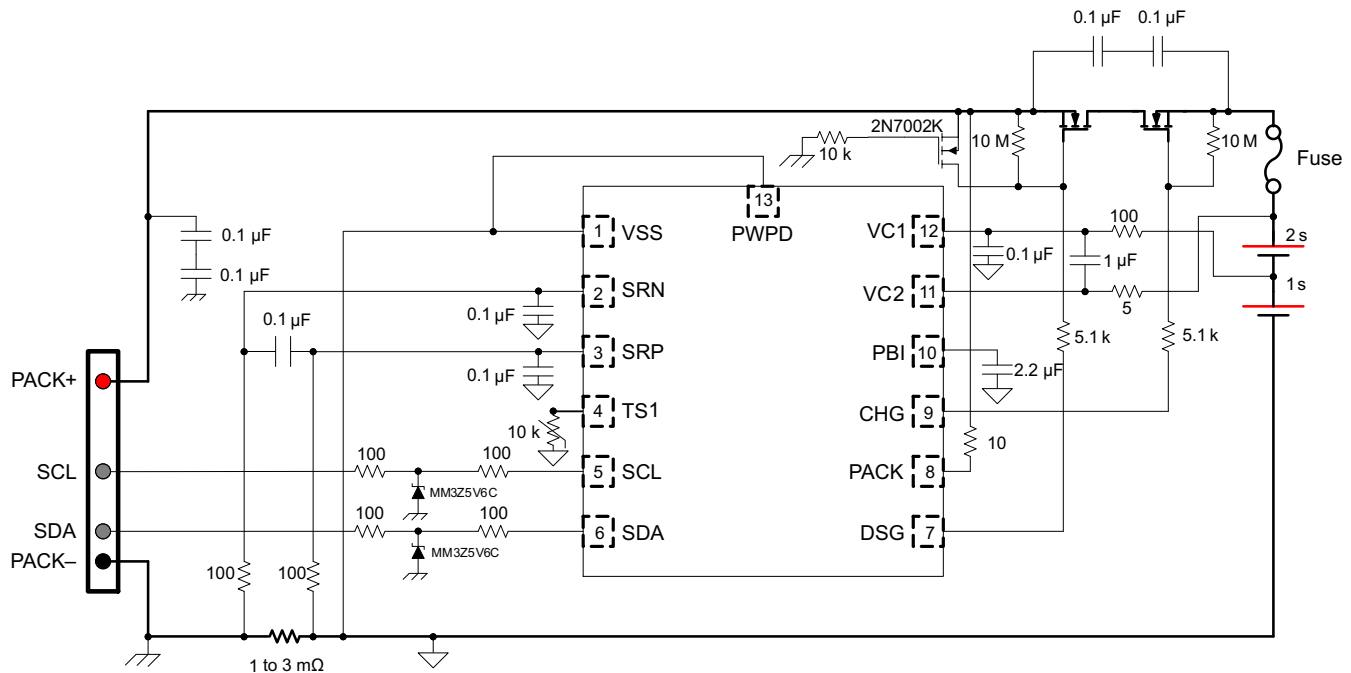 0.1 µF 0.1 µF
2N7002K
10 k
10 M
10 M
Fuse
13
PWPD
0.1 µF
0.1 µF
1 VSS
VC1 12
100
2 s
0.1 µF
1 µF
2 SRN
VC2 11
1 s
5
0.1 µF
0.1 µF
3 SRP
PBI 10
5.1 k
5.1 k
0.1 µF
2.2 µF
PACK+
4 TS1
CHG 9
10 k
10
SCL
100
100
5 SCL
PACK 8
MM3Z5V6C
SDA
100
100
6 SDA
DSG 7
PACK–
MM3Z5V6C
100
100
1 to 3 mΩ